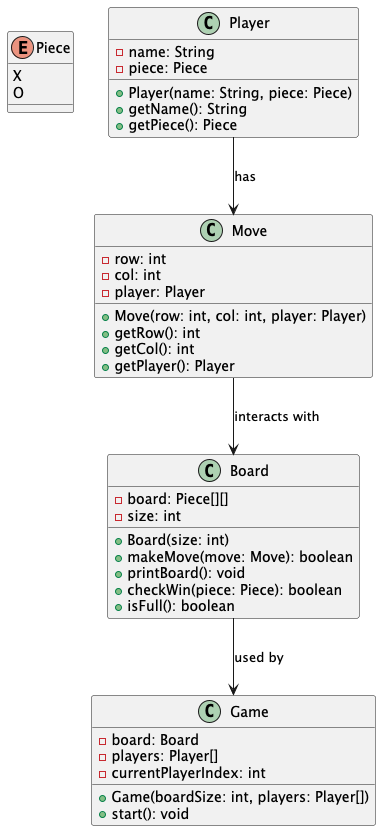 E Piece
X
O
C Player
name: String
piece: Piece
Player(name: String, piece: Piece)
getName(): String
getPiece(): Piece
has
C Move
row: int
col: int
player: Player
Move(row: int, col: int, player: Player)
getRow(): int
getCol(): int
getPlayer(): Player
interacts with
C Board
board: Piece[][]
size: int
Board(size: int)
makeMove(move: Move): boolean
printBoard(): void
checkWin(piece: Piece): boolean
isFull(): boolean
used by
C Game
board: Board
players: Player[]
currentPlayerIndex: int
Game(boardSize: int, players: Player[])
start(): void